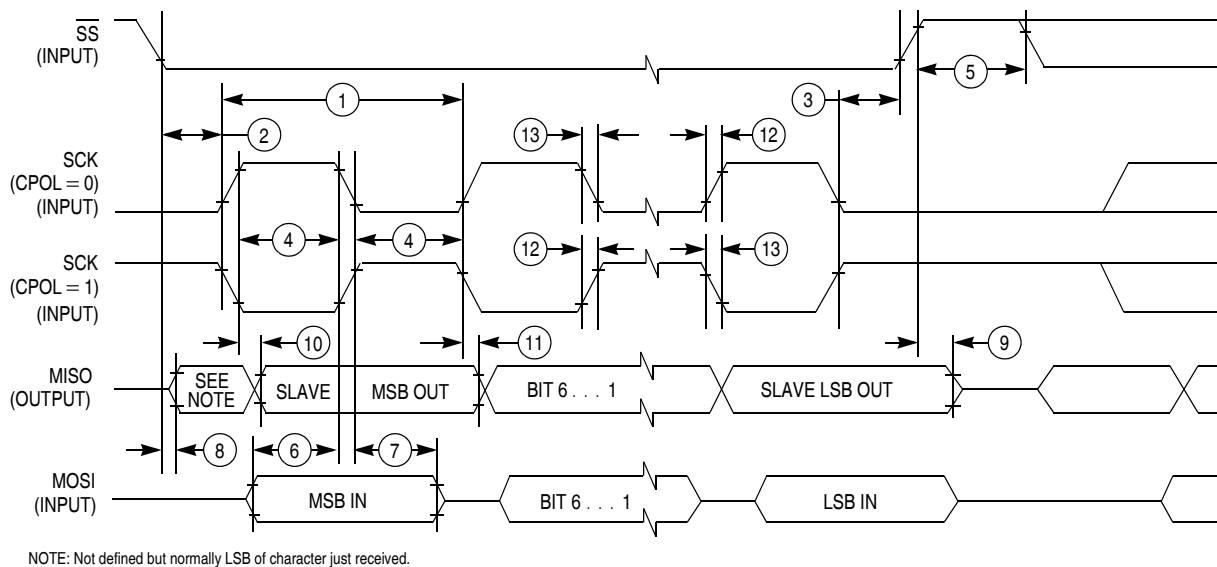 SS
(INPUT)
5
1
3
2
13
12
SCK
(CPOL = 0)
(INPUT)
4
4
12
13
SCK
(CPOL = 1)
(INPUT)
10
11
9
MISO
(OUTPUT)
SEE
NOTE
SLAVE
MSB OUT
BIT 6 . . . 1
SLAVE LSB OUT
8
6
7
MOSI
(INPUT)
MSB IN
BIT 6 . . . 1
LSB IN
NOTE: Not defined but normally LSB of character just received.